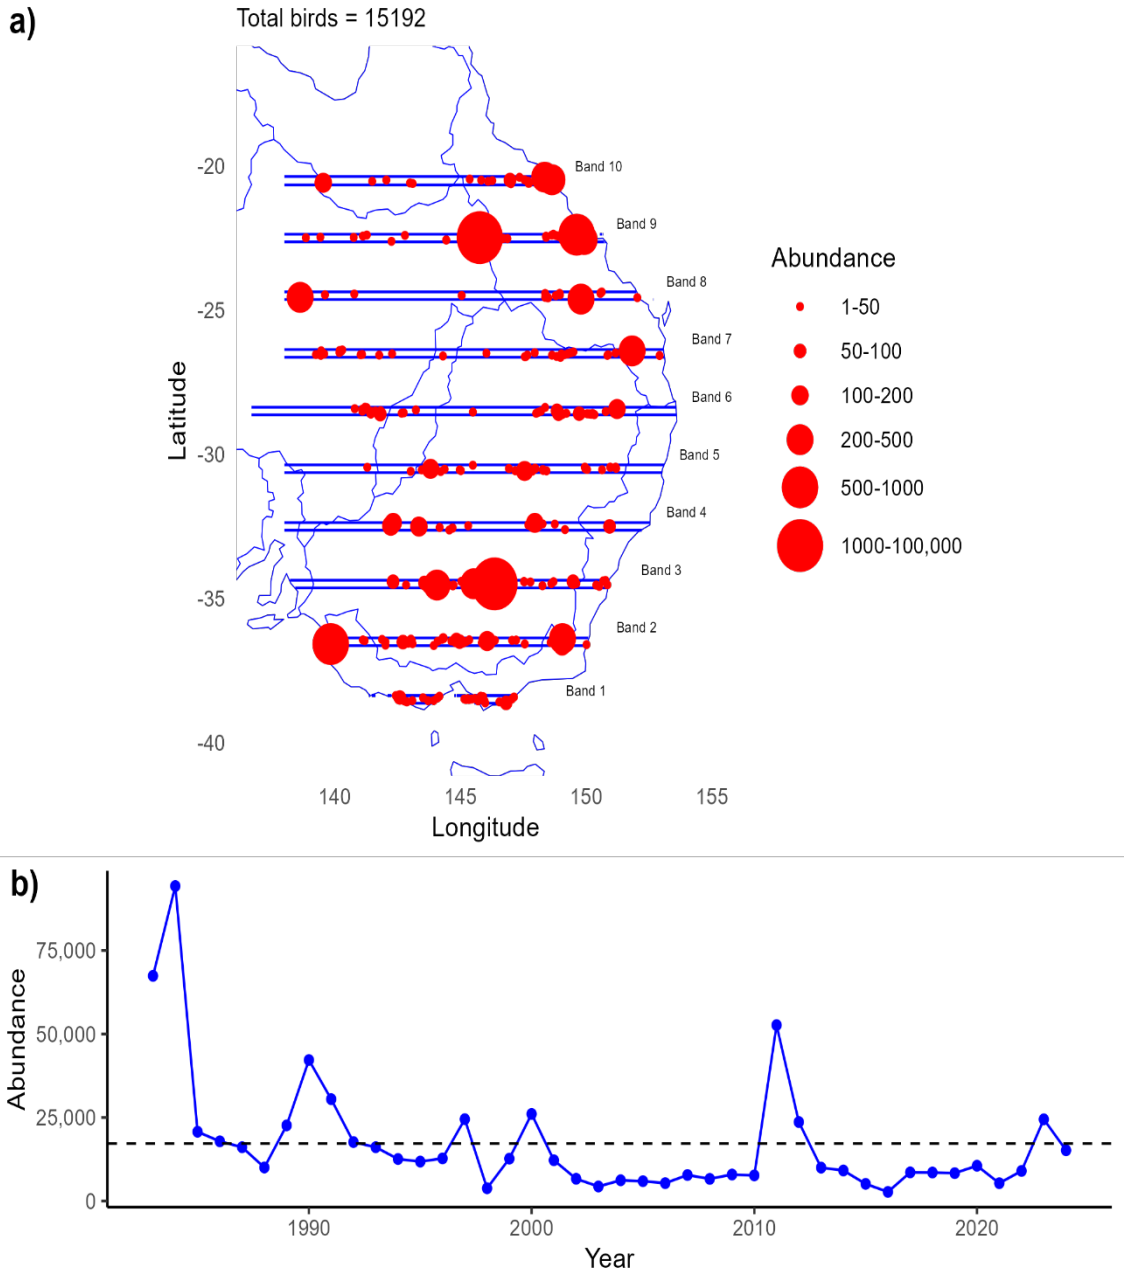 a)
Total birds = 15192
Latitude
-20
-25
-30
-35
-40
Band 10
Band 9
Band 8
Band 7
Band 6
Band 5
Band 4
Band 3
Band 2
Band 1
140 145 150 155
Longitude
Abundance
1-50
50-100
100-200
200-500
500-1000
1000-100,000
b)
Abundance
75,000
50,000
25,000
0
1990 2000 2010 2020
Year